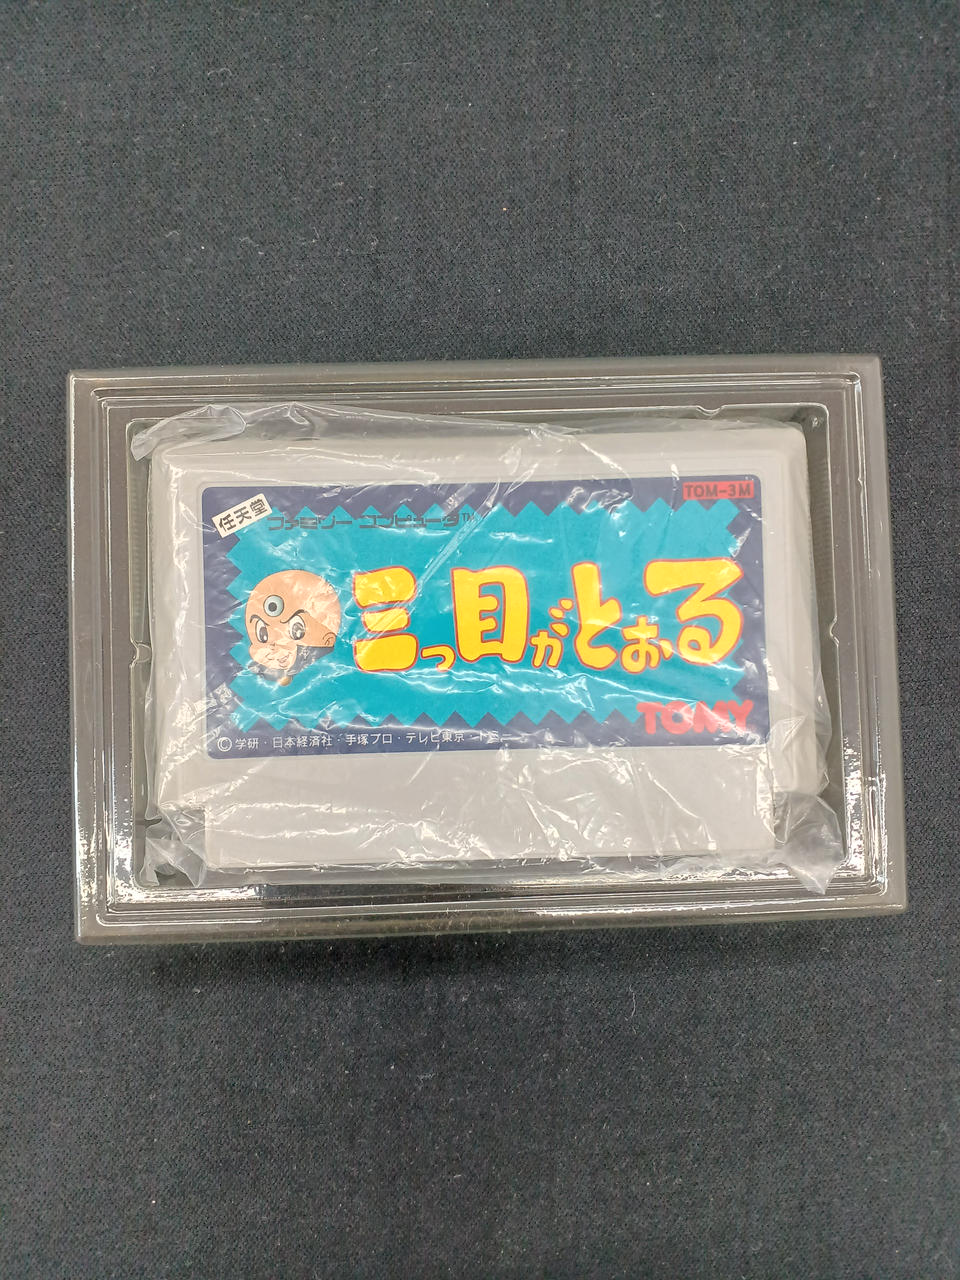 TOM-3M
任天堂
ファミリー コンピュータ™
三つ目がとおる
TOMY
©学研・日本経済社・手塚プロ・テレビ東京・トミー